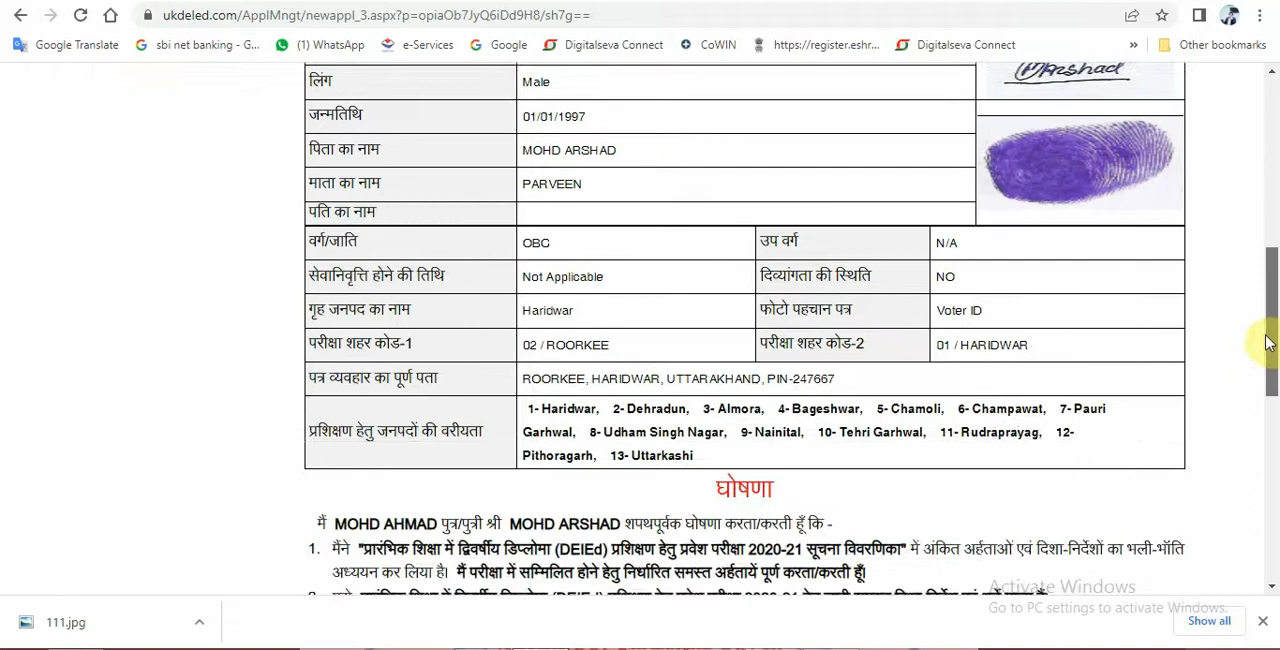 ukdeled.com/ApplMngt/newappl_3.aspx?p=opiaOb7JyQ6iDd9H8/sh7g==
Google Translate
sbi net banking - G...
(1) WhatsApp
e-Services
Google
Digitalseva Connect
CoWIN
https://register.eshr...
Digitalseva Connect
»
Other bookmarks
लिंग Male
जन्मतिथि 01/01/1997
पिता का नाम MOHD ARSHAD
माता का नाम PARVEEN
पति का नाम
वर्ग/जाति OBC उप वर्ग N/A
सेवानिवृत्ति होने की तिथि Not Applicable दिव्यांगता की स्थिति NO
गृह जनपद का नाम Haridwar फोटो पहचान पत्र Voter ID
परीक्षा शहर कोड-1 02 / ROORKEE परीक्षा शहर कोड-2 01 / HARIDWAR
पत्र व्यवहार का पूर्ण पता ROORKEE, HARIDWAR, UTTARAKHAND, PIN-247667
प्रशिक्षण हेतु जनपदों की वरीयता
1- Haridwar, 2- Dehradun, 3- Almora, 4- Bageshwar, 5- Chamoli, 6- Champawat, 7- Pauri
Garhwal, 8- Udham Singh Nagar, 9- Nainital, 10- Tehri Garhwal, 11- Rudraprayag, 12-
Pithoragarh, 13- Uttarkashi
घोषणा
मैं MOHD AHMAD पुत्र/पुत्री श्री MOHD ARSHAD शपथपूर्वक घोषणा करता/करती हूँ कि -
1. मैंने "प्रारंभिक शिक्षा में द्विवर्षीय डिप्लोमा (DElEd) प्रशिक्षण हेतु प्रवेश परीक्षा 2020-21 सूचना विवरणिका" में अंकित अर्हताओं एवं दिशा-निर्देशों का भली-भॉति
अध्ययन कर लिया है। मैं परीक्षा में सम्मिलित होने हेतु निर्धारित समस्त अर्हतायें पूर्ण करता/करती हूँ।
Activate Windows
Go to PC settings to activate Windows.
111.jpg
Show all